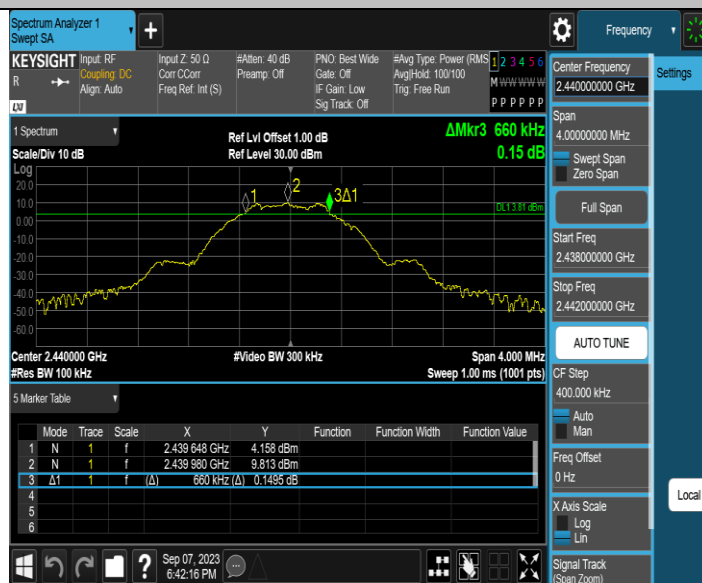 Spectrum Analyzer 1
Swept SA
▼
+
Frequency
▼
KEYSIGHT
R
LXI
Input: RF
Coupling: DC
Align: Auto
Input Z: 50 Ω
Corr CCorr
Freq Ref: Int (S)
#Atten: 40 dB
Preamp: Off
PNO: Best Wide
Gate: Off
IF Gain: Low
Sig Track: Off
#Avg Type: Power (RMS
Avg|Hold: 100/100
Trig: Free Run
1 2 3 4 5 6
M W W W W W
P P P P P P
1 Spectrum ▼
Scale/Div 10 dB
Ref Lvl Offset 1.00 dB
Ref Level 30.00 dBm
ΔMkr3 660 kHz
0.15 dB
Log
20.0
10.0
0.00
-10.0
-20.0
-30.0
-40.0
-50.0
-60.0
1
2
3Δ1
DL1 3.81 dBm
Center 2.440000 GHz
#Video BW 300 kHz
Span 4.000 MHz
#Res BW 100 kHz
Sweep 1.00 ms (1001 pts)
5 Marker Table ▼
Mode Trace Scale X Y Function Function Width Function Value
1 N 1 f 2.439 648 GHz 4.158 dBm
2 N 1 f 2.439 980 GHz 9.813 dBm
3 Δ1 1 f (Δ) 660 kHz (Δ) 0.1495 dB
4
5
6
?
Sep 07, 2023
6:42:16 PM
Center Frequency
2.440000000 GHz
Span
4.00000000 MHz
Swept Span
Zero Span
Full Span
Start Freq
2.438000000 GHz
Stop Freq
2.442000000 GHz
AUTO TUNE
CF Step
400.000 kHz
Auto
Man
Freq Offset
0 Hz
X Axis Scale
Log
Lin
Signal Track
(Span Zoom)
Settings
Local